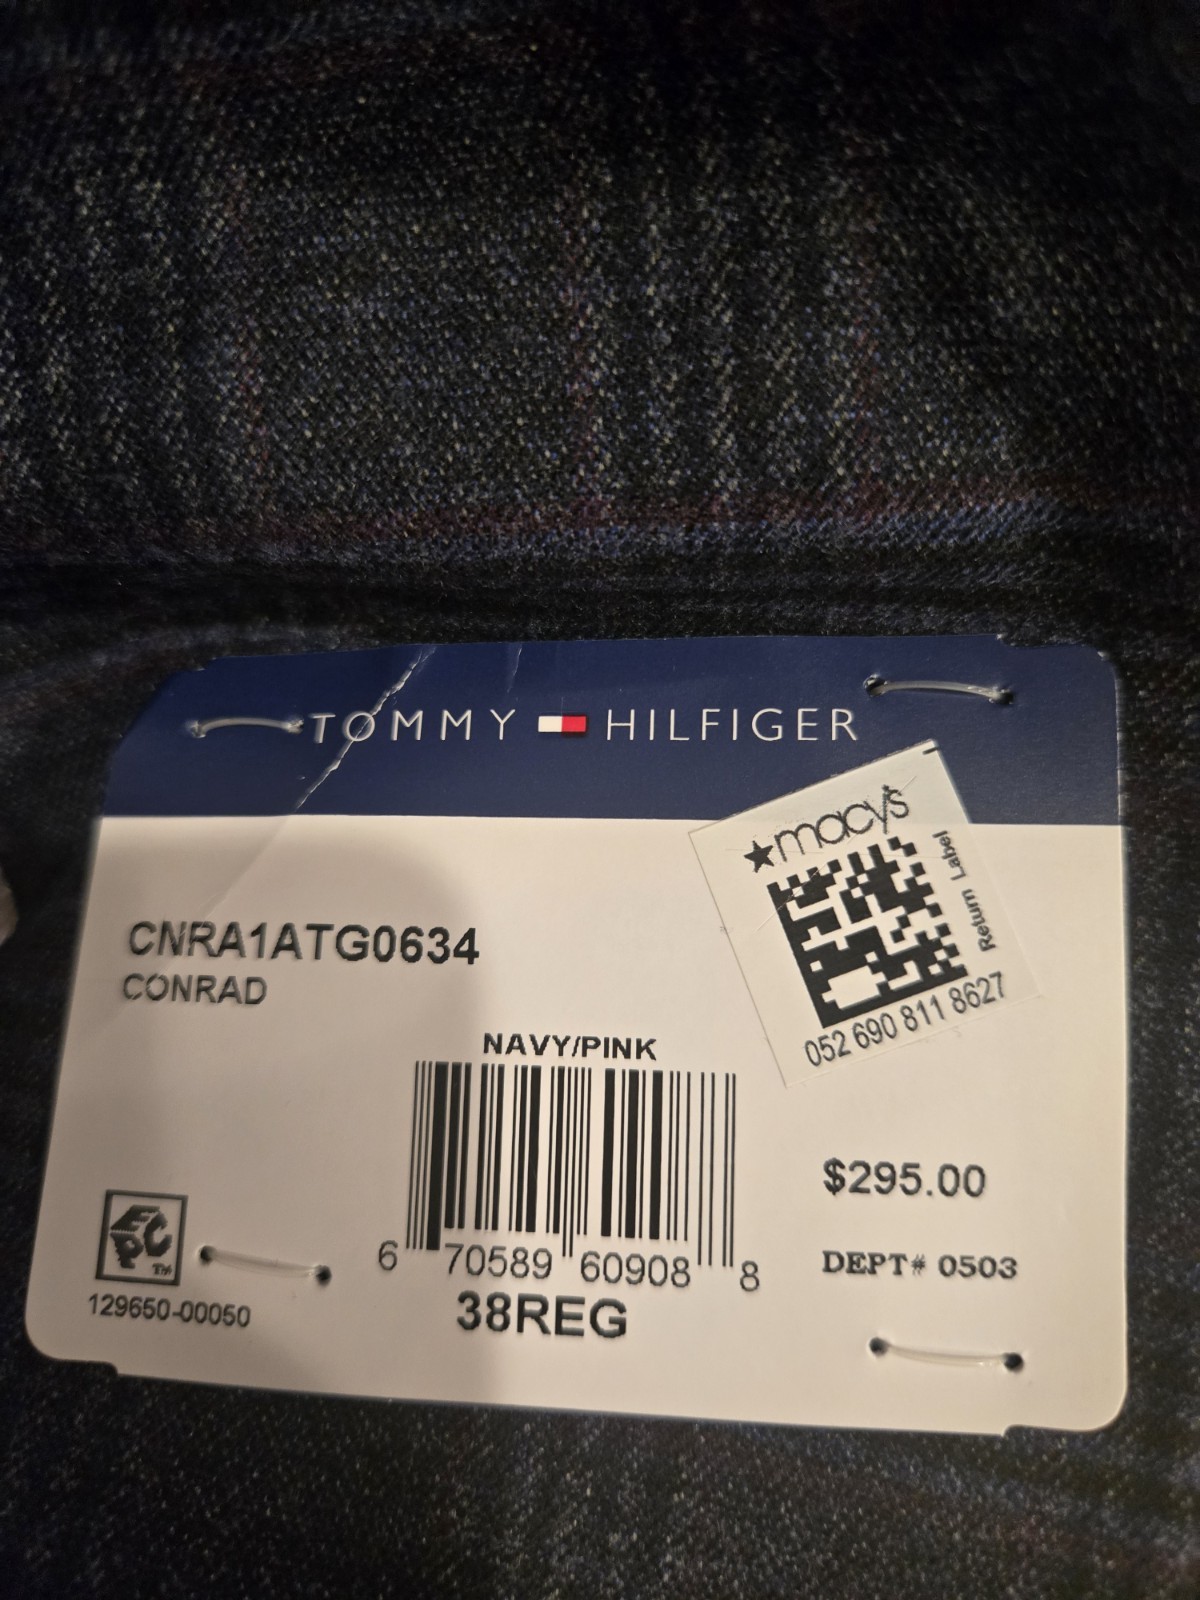 TOMMY HILFIGER
★macy's
Return Label
052 690 811 8627
CNRA1ATG0634
CONRAD
NAVY/PINK
6 70589 60908 8
38REG
$295.00
DEPT# 0503
EPC™
129650-00050